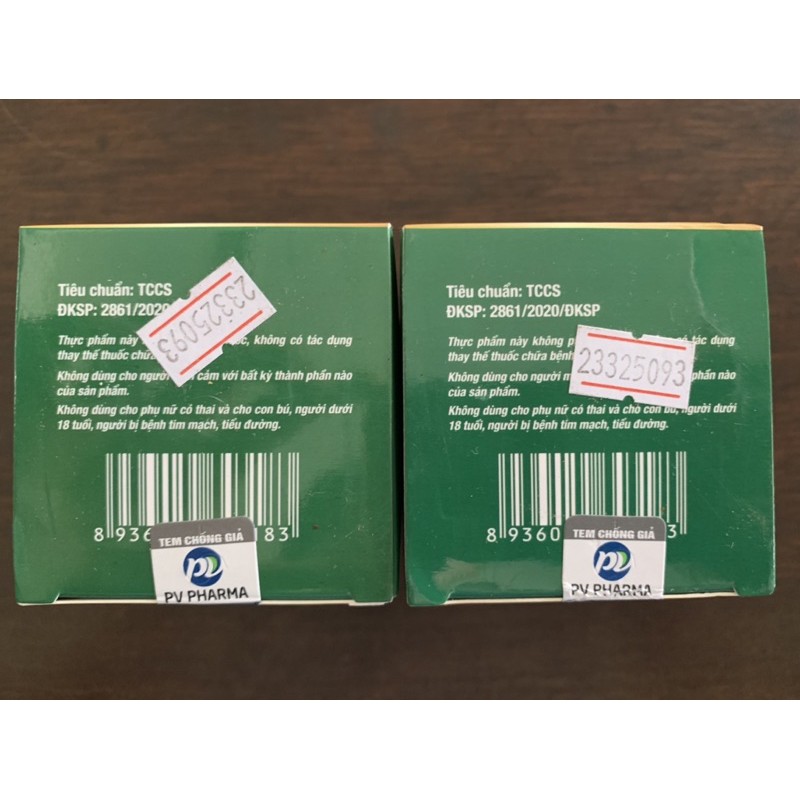 Tiêu chuẩn: TCCS
ĐKSP: 2861/2020
23325093
Thực phẩm này không có tác dụng
thay thế thuốc chữa
Không dùng cho người cảm với bất kỳ thành phần nào
của sản phẩm.
Không dùng cho phụ nữ có thai và cho con bú, người dưới
18 tuổi, người bị bệnh tim mạch, tiểu đường.
8 936 183
TEM CHỐNG GIẢ
PV
PV PHARMA
Tiêu chuẩn: TCCS
ĐKSP: 2861/2020/ĐKSP
23325093
Thực phẩm này không có tác dụng
thay thế thuốc chữa bệnh
Không dùng cho người phần nào
của sản phẩm.
Không dùng cho phụ nữ có thai và cho con bú, người dưới
18 tuổi, người bị bệnh tim mạch, tiểu đường.
8 9360 3
TEM CHỐNG GIẢ
PV
PV PHARMA